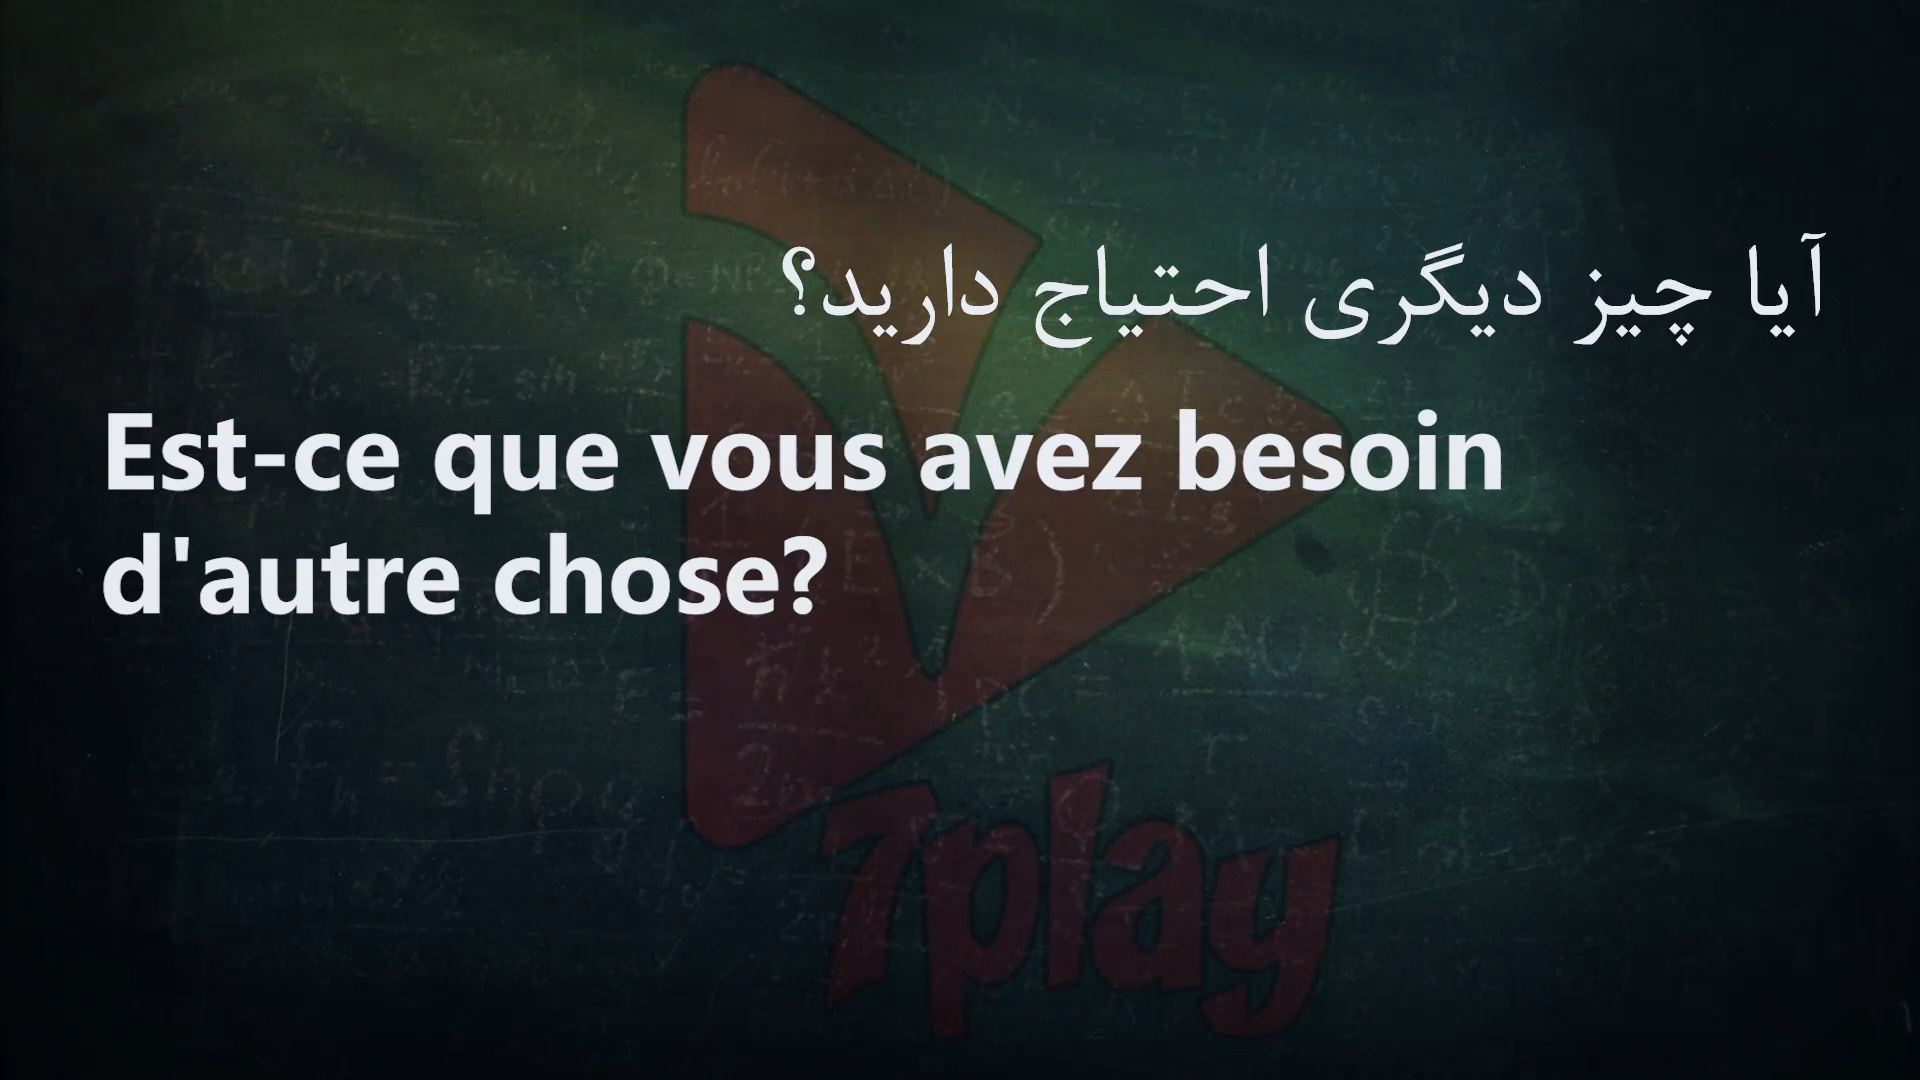 آیا چیز دیگری احتیاج دارید؟
Est-ce que vous avez besoin
d'autre chose?
7play